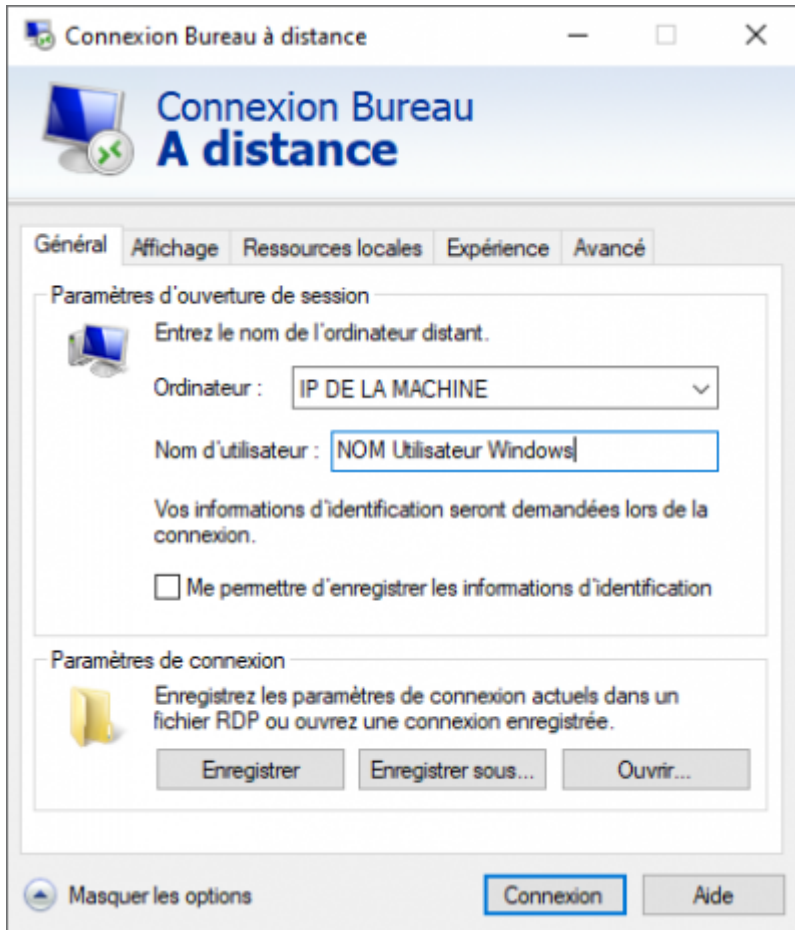 Connexion Bureau à distance
Connexion Bureau
A distance
Général Affichage Ressources locales Expérience Avancé
Paramètres d'ouverture de session
Entrez le nom de l'ordinateur distant.
Ordinateur : IP DE LA MACHINE
Nom d'utilisateur : NOM Utilisateur Windows
Vos informations d'identification seront demandées lors de la
connexion.
Me permettre d'enregistrer les informations d'identification
Paramètres de connexion
Enregistrez les paramètres de connexion actuels dans un
fichier RDP ou ouvrez une connexion enregistrée.
Enregistrer Enregistrer sous... Ouvrir...
Masquer les options Connexion Aide